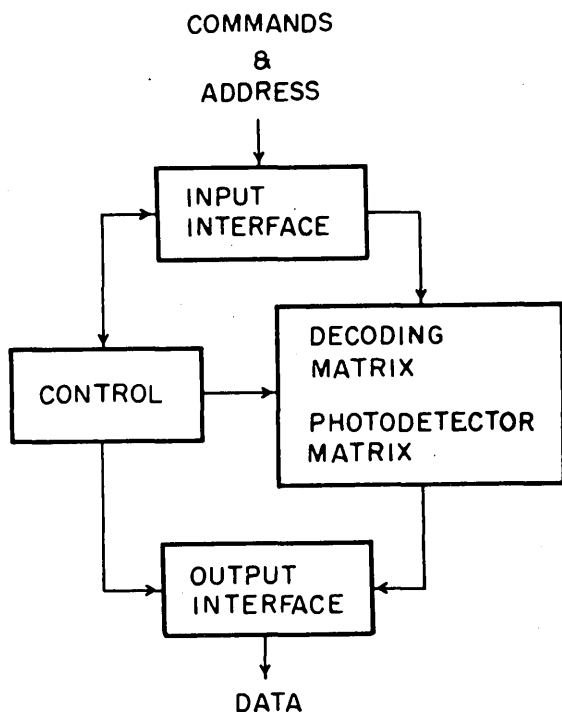 COMMANDS
&
ADDRESS
INPUT
INTERFACE
DECODING
MATRIX
CONTROL
PHOTODETECTOR
MATRIX
OUTPUT
INTERFACE
DATA